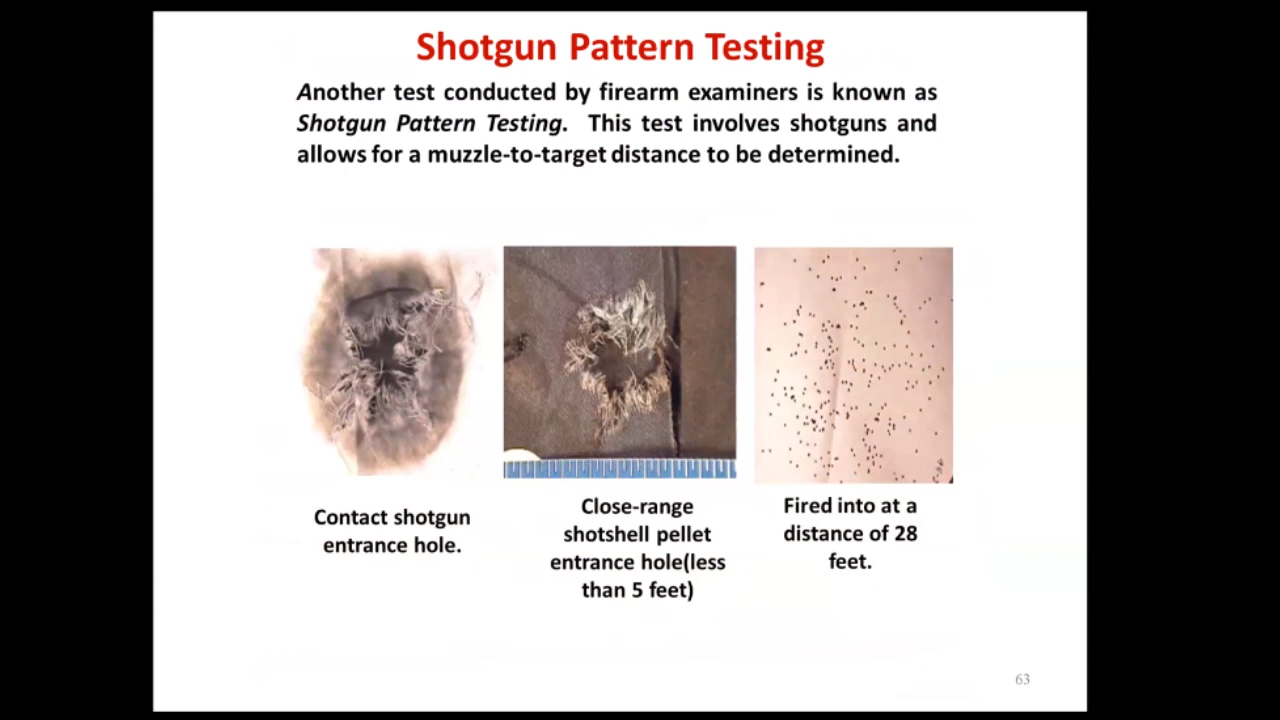 Shotgun Pattern Testing
Another test conducted by firearm examiners is known as
Shotgun Pattern Testing. This test involves shotguns and
allows for a muzzle-to-target distance to be determined.
Contact shotgun
entrance hole.
Close-range
shotshell pellet
entrance hole(less
than 5 feet)
Fired into at a
distance of 28
feet.
63